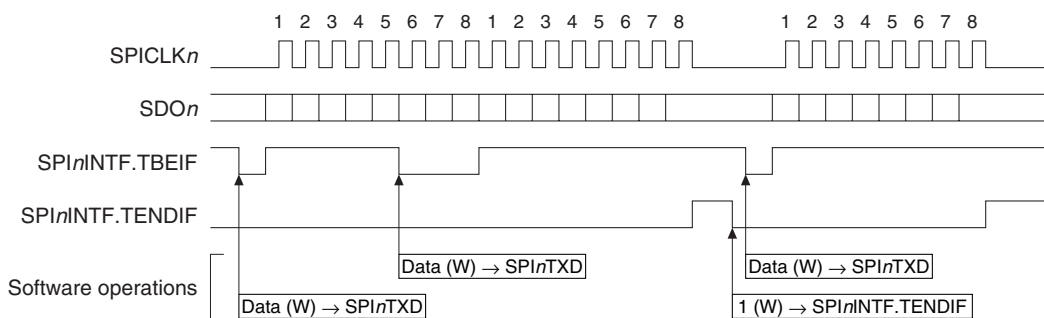 1 2 3 4 5 6 7 8 1 2 3 4 5 6 7 8 1 2 3 4 5 6 7 8
SPICLKn
SDOn
SPInINTF.TBEIF
SPInINTF.TENDIF
Data (W) → SPInTXD
Data (W) → SPInTXD
Software operations
Data (W) → SPInTXD
1 (W) → SPInINTF.TENDIF